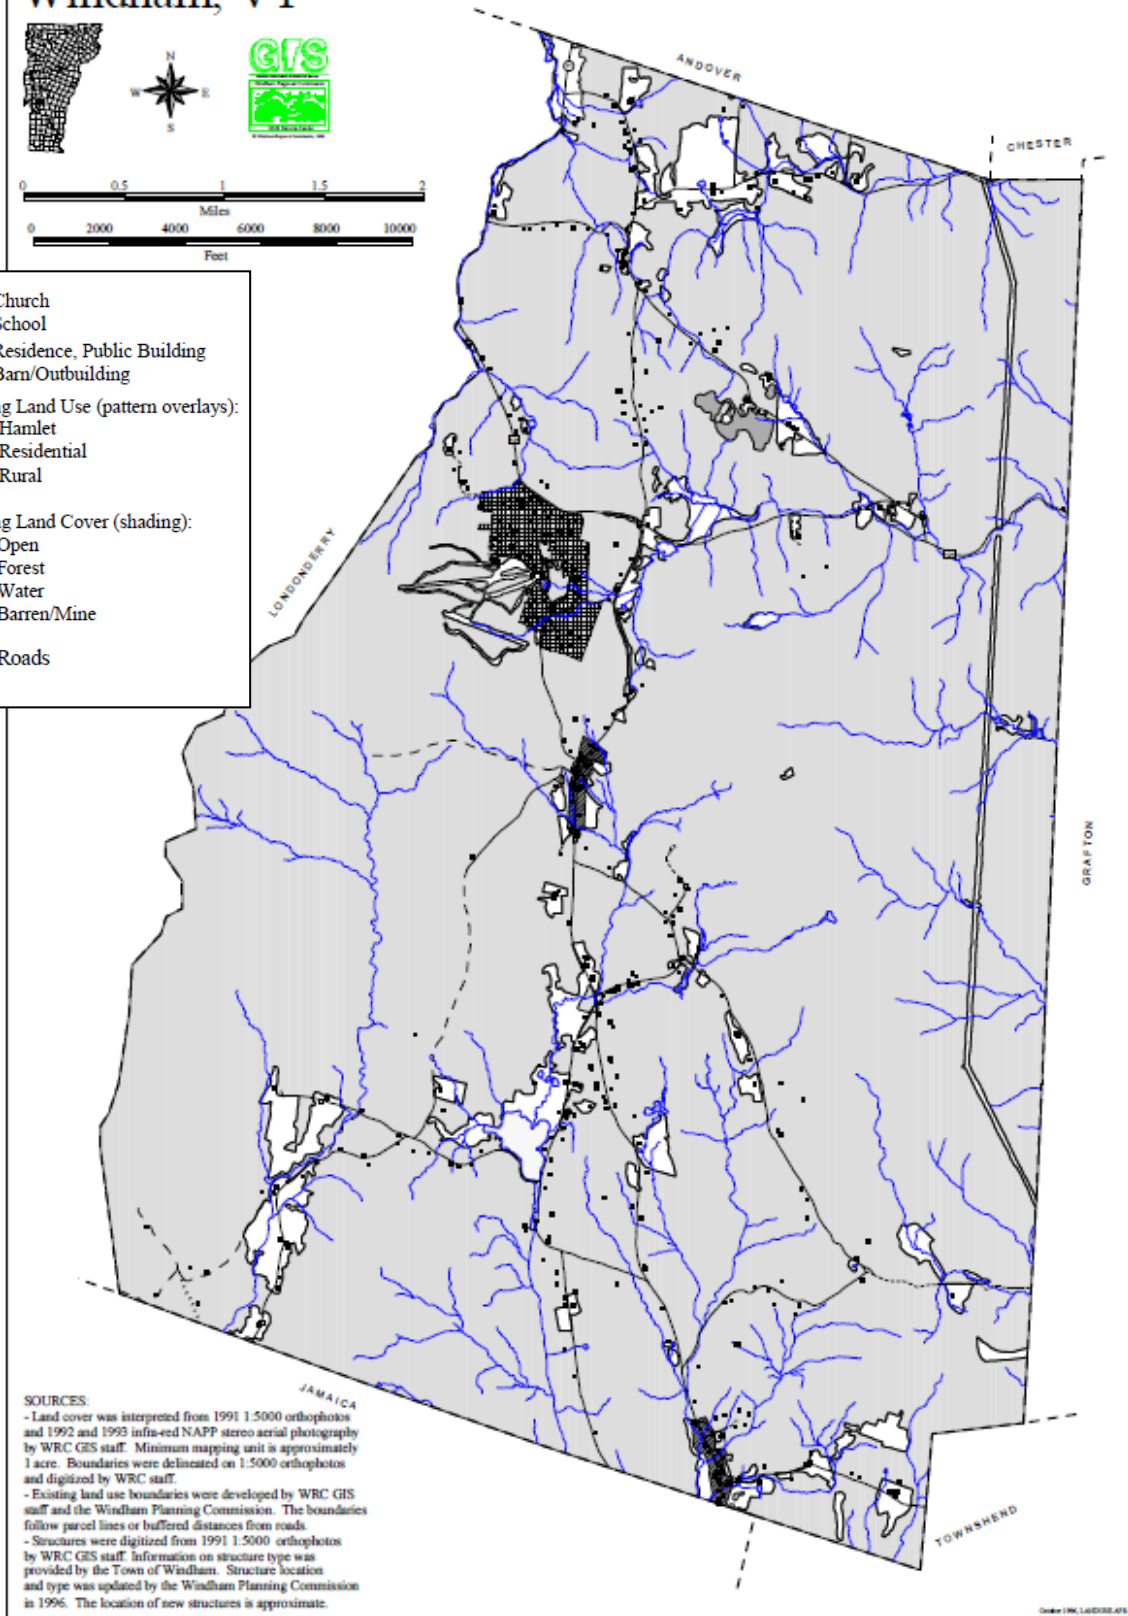 Windham, VT
N
W E
S
GIS
0 0.5 1 1.5 2
Miles
0 2000 4000 6000 8000 10000
Feet
Church
School
Residence, Public Building
Barn/Outbuilding
g Land Use (pattern overlays):
Hamlet
Residential
Rural
g Land Cover (shading):
Open
Forest
Water
Barren/Mine
Roads
ANDOVER
CHESTER
LONDONDERRY
GRAFTON
JAMAICA
TOWNSHEND
SOURCES:
- Land cover was interpreted from 1991 1:5000 orthophotos
and 1992 and 1993 infra-red NAPP stereo aerial photography
by WRC GIS staff. Minimum mapping unit is approximately
1 acre. Boundaries were delineated on 1:5000 orthophotos
and digitized by WRC staff.
- Existing land use boundaries were developed by WRC GIS
staff and the Windham Planning Commission. The boundaries
follow parcel lines or buffered distances from roads.
- Structures were digitized from 1991 1:5000 orthophotos
by WRC GIS staff. Information on structure type was
provided by the Town of Windham. Structure location
and type was updated by the Windham Planning Commission
in 1996. The location of new structures is approximate.